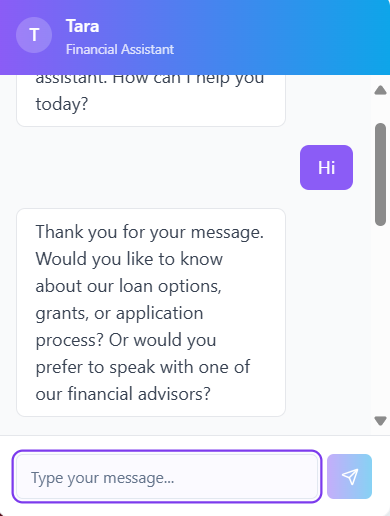 T
Tara
Financial Assistant
assistant. How can I help you
today?
Hi
Thank you for your message.
Would you like to know
about our loan options,
grants, or application
process? Or would you
prefer to speak with one of
our financial advisors?
Type your message...